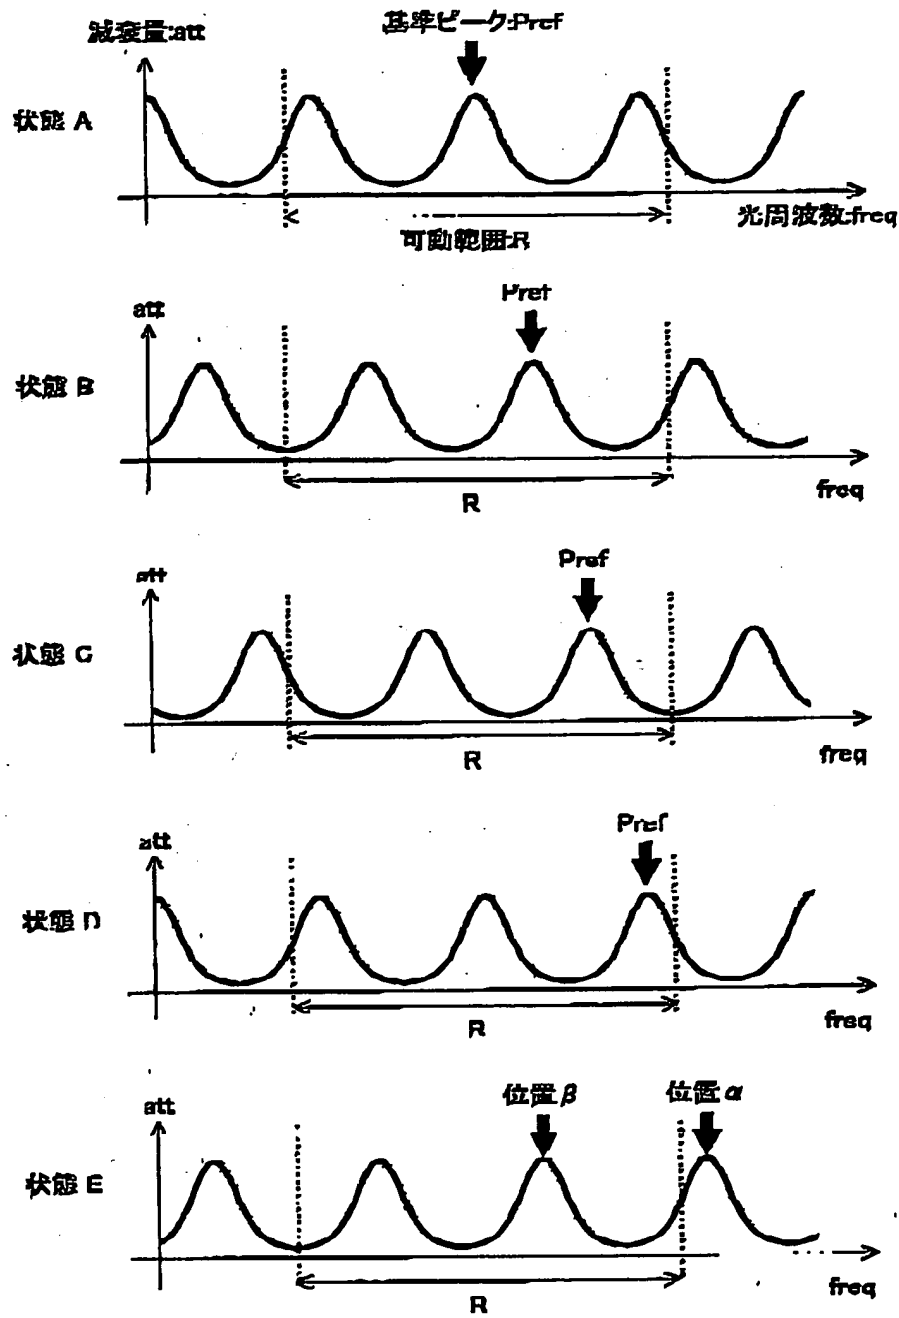 減衰量:att
基準ピーク:Pref
状態 A
光周波数:freq
可動範囲:R
Pref
att
状態 B
R
freq
Pref
att
状態 C
R
freq
Pref
att
状態 D
R
freq
位置β
位置α
att
状態 E
R
freq